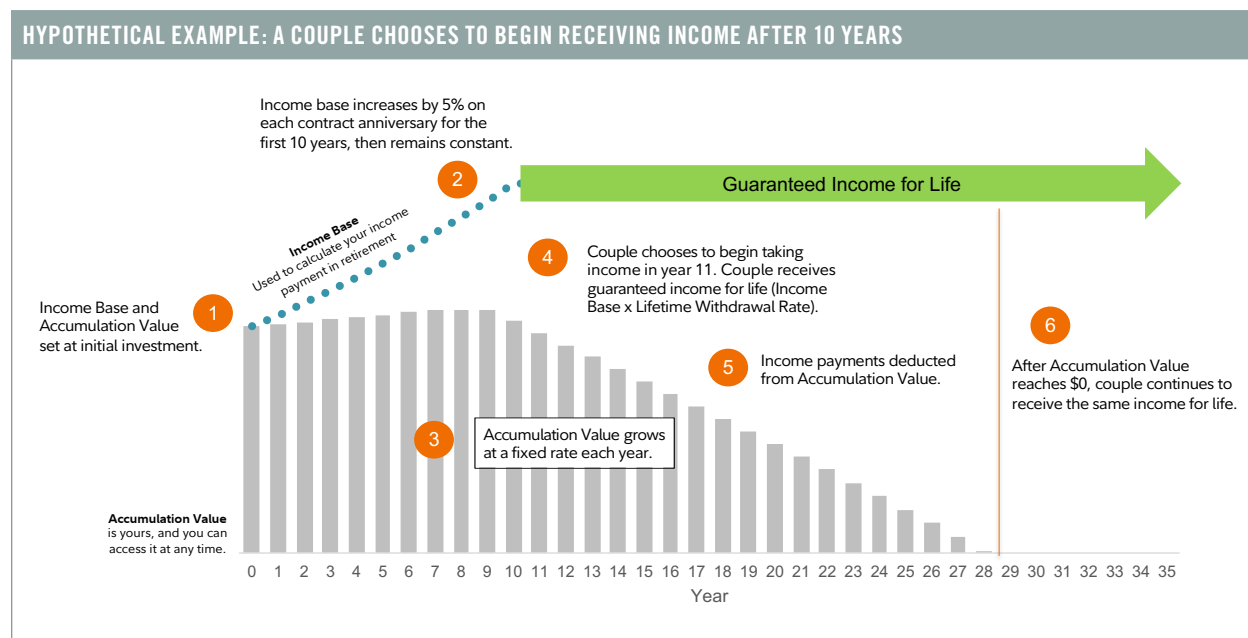 HYPOTHETICAL EXAMPLE: A COUPLE CHOOSES TO BEGIN RECEIVING INCOME AFTER 10 YEARS
Income base increases by 5% on
each contract anniversary for the
first 10 years, then remains constant.
2
Guaranteed Income for Life
Income Base
Used to calculate your income
payment in retirement
1
Income Base and
Accumulation Value
set at initial investment.
4
Couple chooses to begin taking
income in year 11. Couple receives
guaranteed income for life (Income
Base x Lifetime Withdrawal Rate).
5
Income payments deducted
from Accumulation Value.
6
After Accumulation Value
reaches $0, couple continues to
receive the same income for life.
3
Accumulation Value grows
at a fixed rate each year.
Accumulation Value
is yours, and you can
access it at any time.
0 1 2 3 4 5 6 7 8 9 10 11 12 13 14 15 16 17 18 19 20 21 22 23 24 25 26 27 28 29 30 31 32 33 34 35
Year